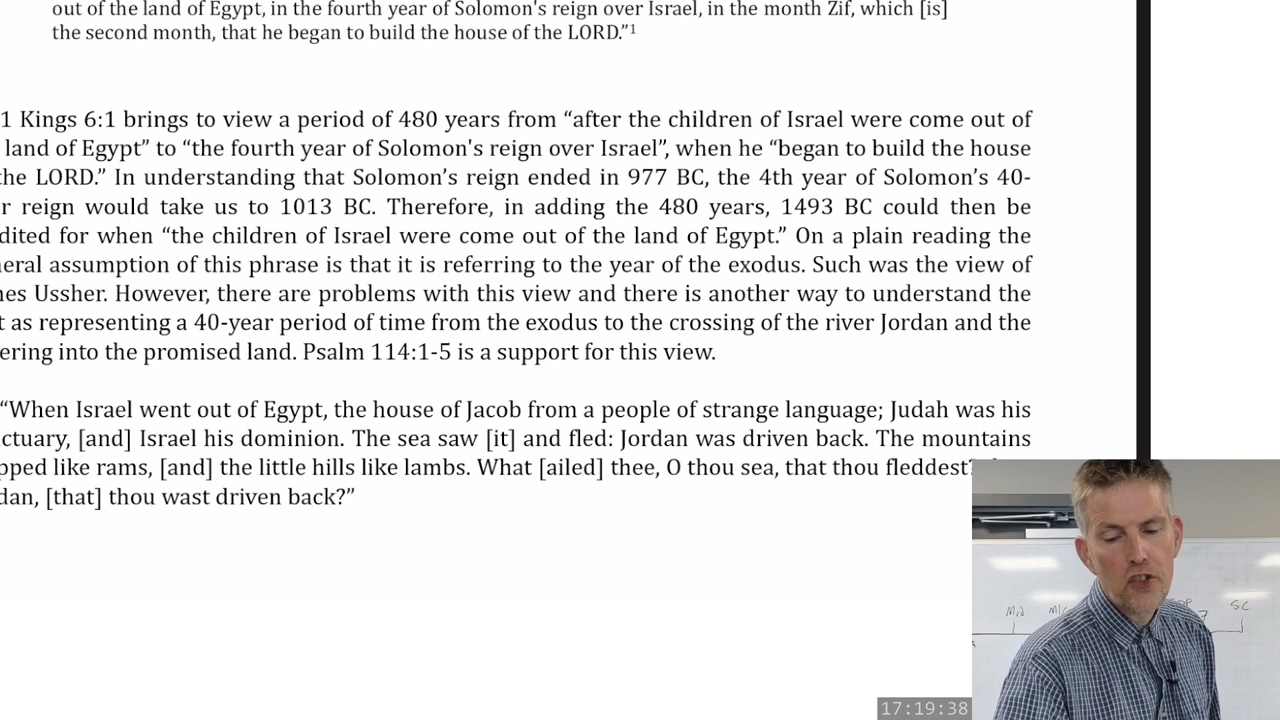 out of the land of Egypt, in the fourth year of Solomon's reign over Israel, in the month Zif, which [is]
the second month, that he began to build the house of the LORD.”1
1 Kings 6:1 brings to view a period of 480 years from “after the children of Israel were come out of
land of Egypt” to “the fourth year of Solomon's reign over Israel”, when he “began to build the house
the LORD.” In understanding that Solomon’s reign ended in 977 BC, the 4th year of Solomon’s 40-
r reign would take us to 1013 BC. Therefore, in adding the 480 years, 1493 BC could then be
dited for when “the children of Israel were come out of the land of Egypt.” On a plain reading the
neral assumption of this phrase is that it is referring to the year of the exodus. Such was the view of
nes Ussher. However, there are problems with this view and there is another way to understand the
t as representing a 40-year period of time from the exodus to the crossing of the river Jordan and the
ering into the promised land. Psalm 114:1-5 is a support for this view.
“When Israel went out of Egypt, the house of Jacob from a people of strange language; Judah was his
ctuary, [and] Israel his dominion. The sea saw [it] and fled: Jordan was driven back. The mountains
pped like rams, [and] the little hills like lambs. What [ailed] thee, O thou sea, that thou fleddest?
dan, [that] thou wast driven back?”
SC
17:19:38